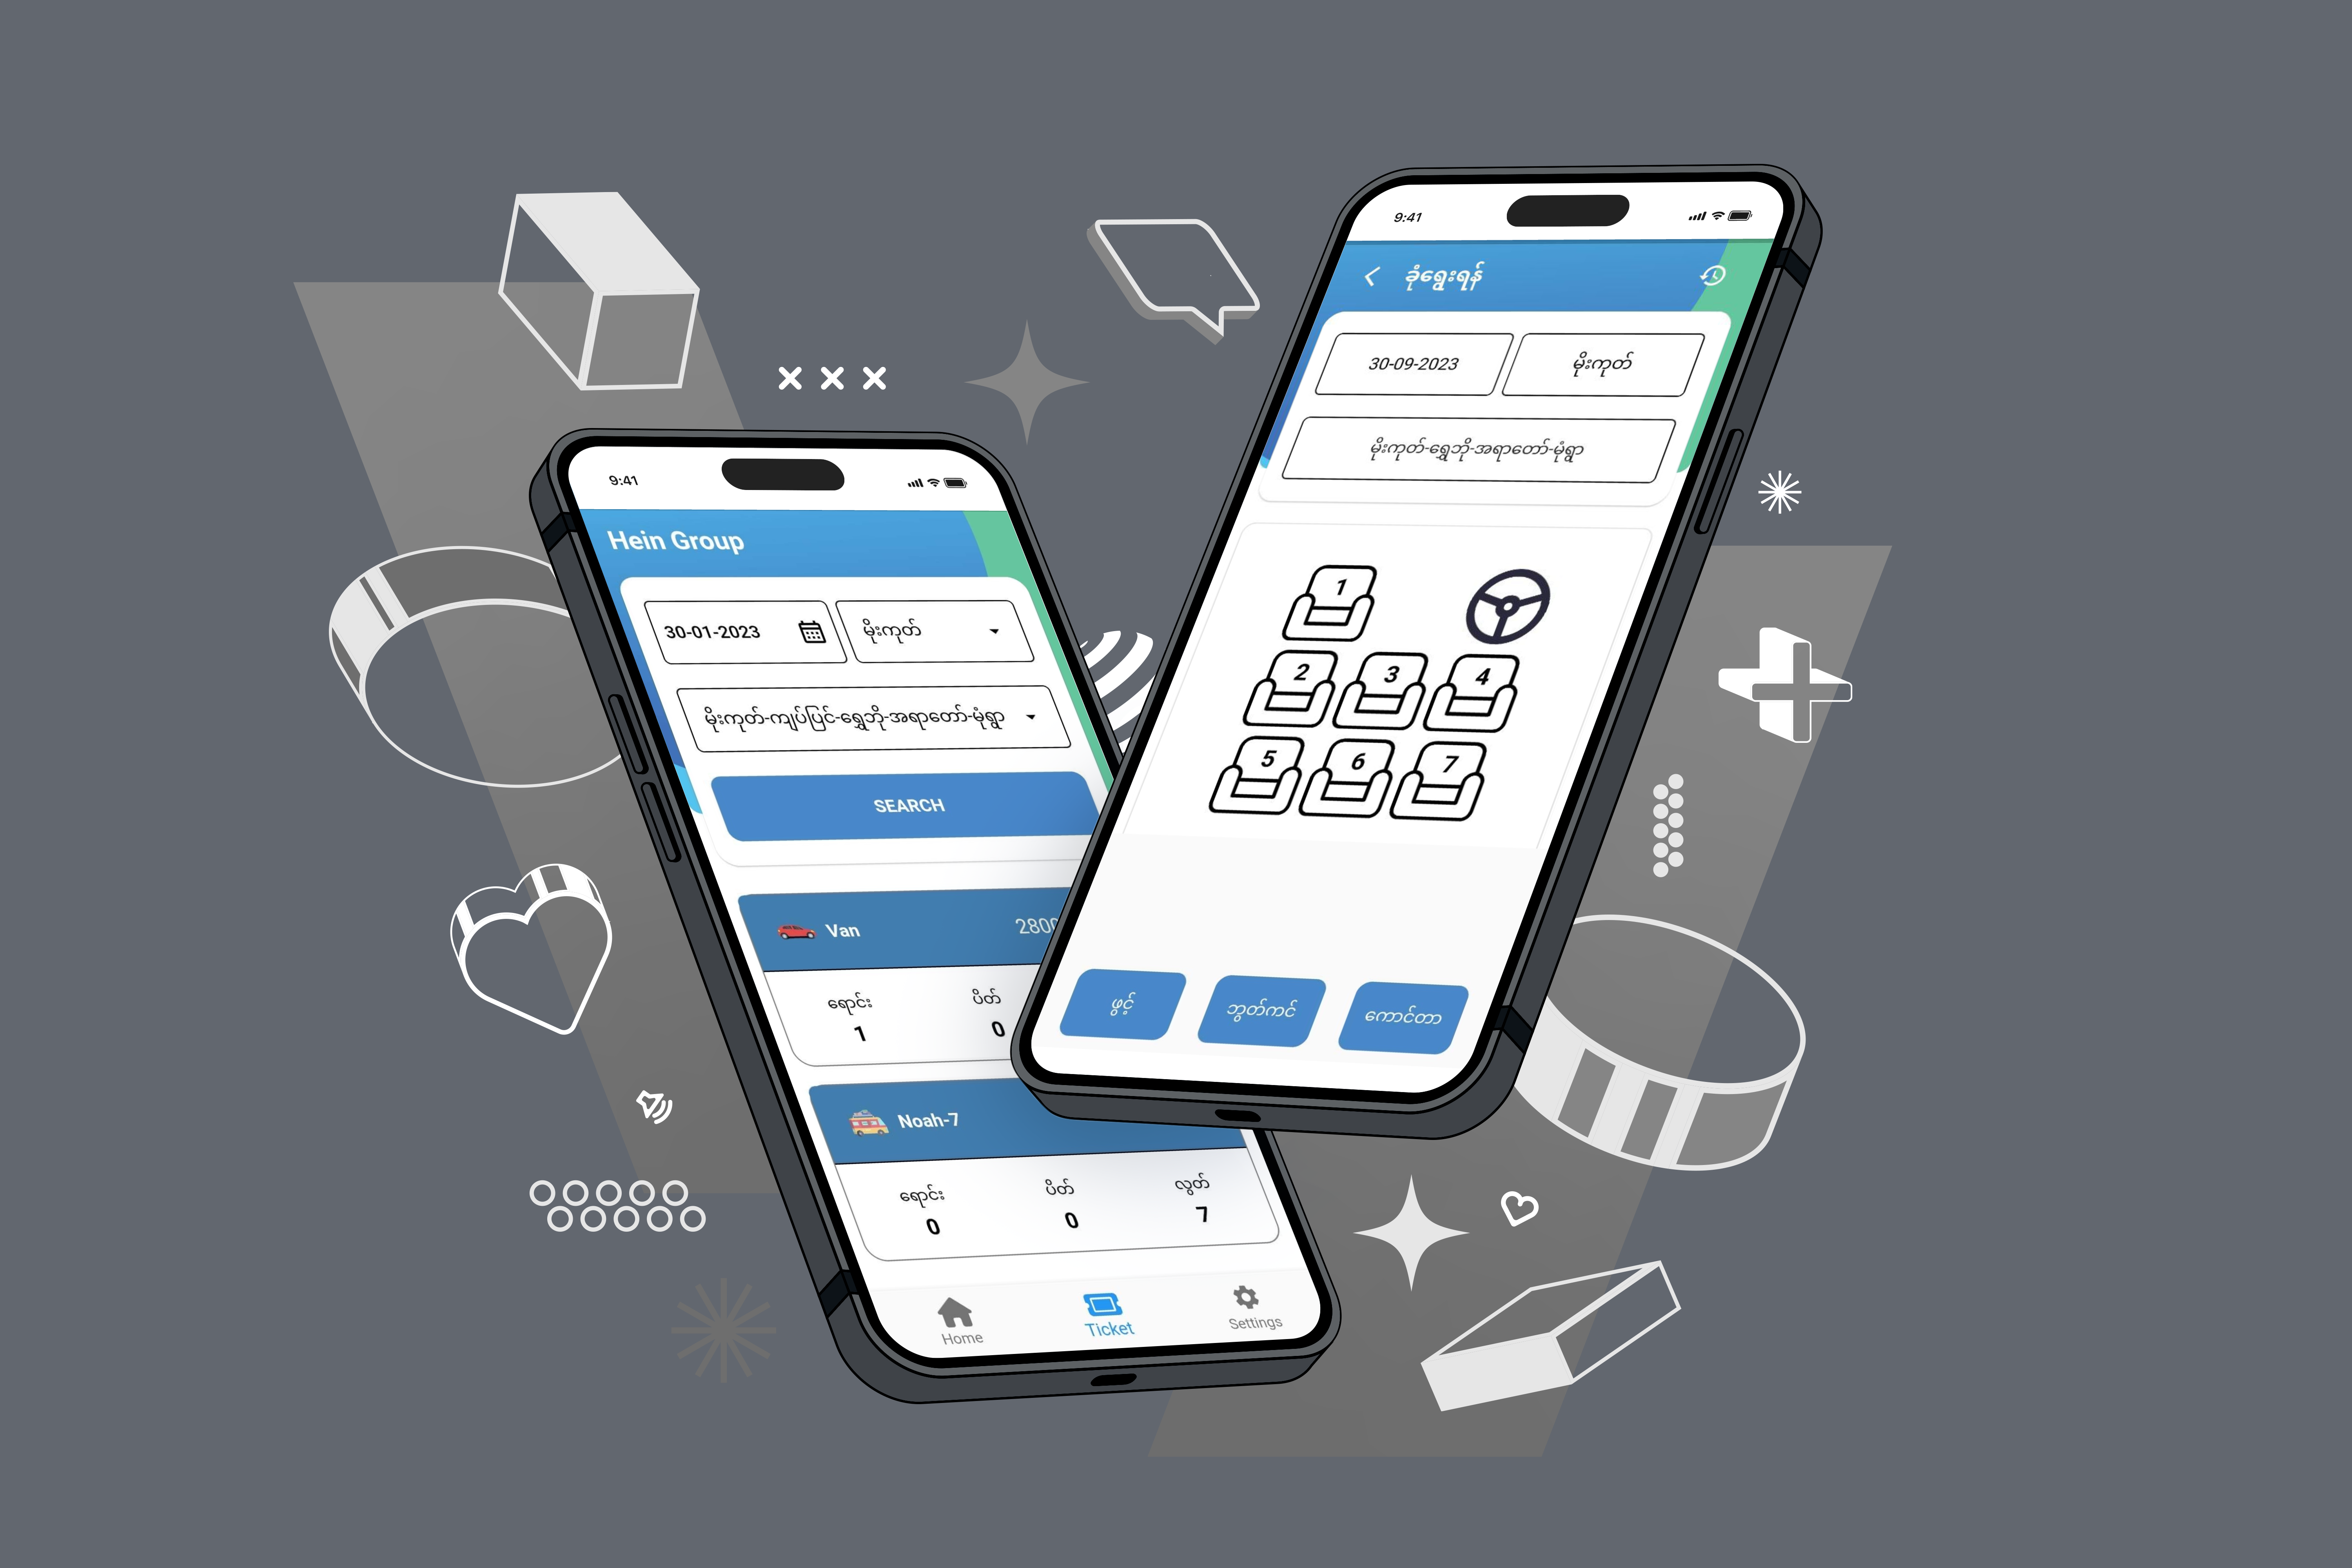 9:41
Hein Group
30-01-2023
မိုးကုတ်
မိုးကုတ်-ကျပ်ပြင်-ရွှေဘို-အရာတော်-မုံရွာ
SEARCH
Van
ရောင်း ပိတ်
1 0
Noah-7
ရောင်း ပိတ် လွတ်
0 0 7
Home Ticket Settings
9:41
ခုံရွေးရန်
30-09-2023
မိုးကုတ်
မိုးကုတ်-ရွှေဘို-အရာတော်-မုံရွာ
1
2 3 4
5 6 7
ဖွင့် ဘွတ်ကင် ကောင်တာ